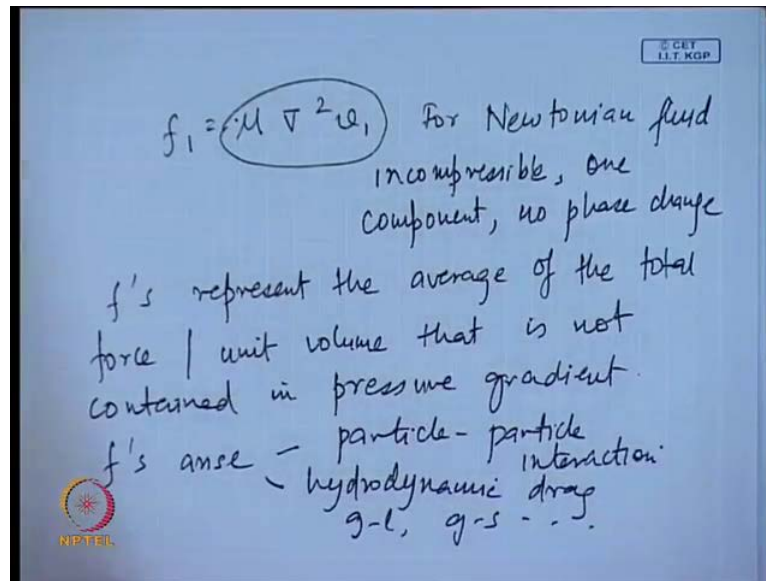 © CET
I.I.T. KGP
f₁ = μ ∇² v₁ For Newtonian fluid
incompressible, one
component, no phase change
f's represent the average of the total
force / unit volume that is not
contained in pressure gradient.
f's arise - particle - particle
interaction
- hydrodynamic drag
g-l, g-s - - .
NPTEL